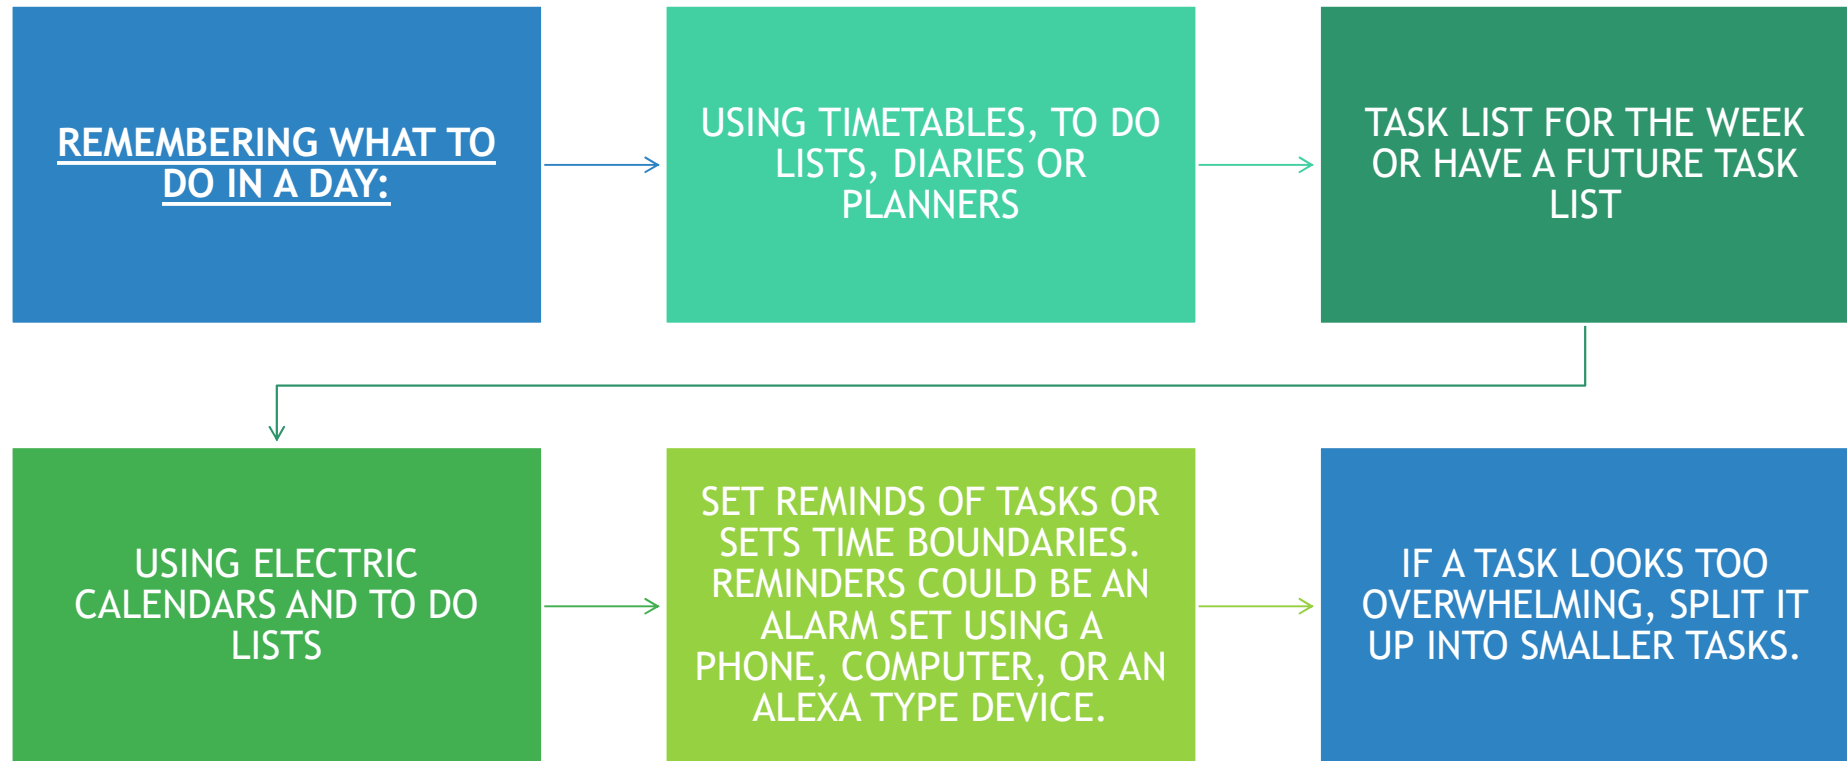 REMEMBERING WHAT TO
DO IN A DAY:
USING TIMETABLES, TO DO
LISTS, DIARIES OR
PLANNERS
TASK LIST FOR THE WEEK
OR HAVE A FUTURE TASK
LIST
USING ELECTRIC
CALENDARS AND TO DO
LISTS
SET REMINDS OF TASKS OR
SETS TIME BOUNDARIES.
REMINDERS COULD BE AN
ALARM SET USING A
PHONE, COMPUTER, OR AN
ALEXA TYPE DEVICE.
IF A TASK LOOKS TOO
OVERWHELMING, SPLIT IT
UP INTO SMALLER TASKS.